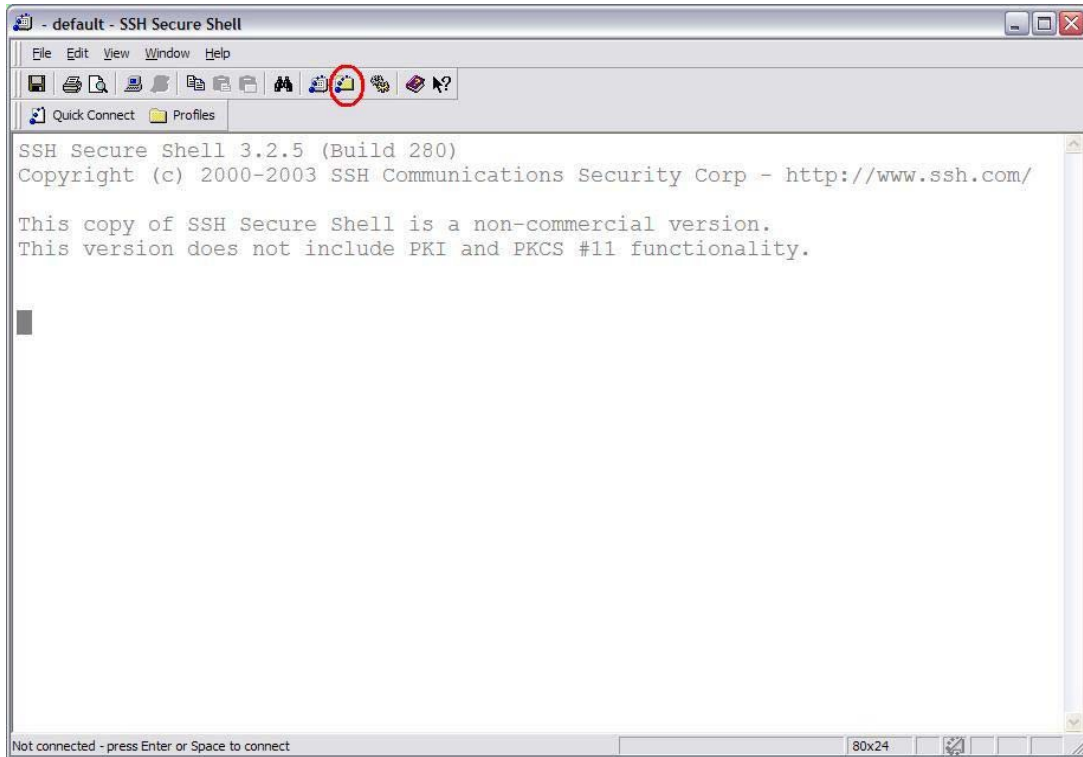 - default - SSH Secure Shell
File Edit View Window Help
Quick Connect Profiles
SSH Secure Shell 3.2.5 (Build 280)
Copyright (c) 2000-2003 SSH Communications Security Corp - http://www.ssh.com/
This copy of SSH Secure Shell is a non-commercial version.
This version does not include PKI and PKCS #11 functionality.
Not connected - press Enter or Space to connect 80x24